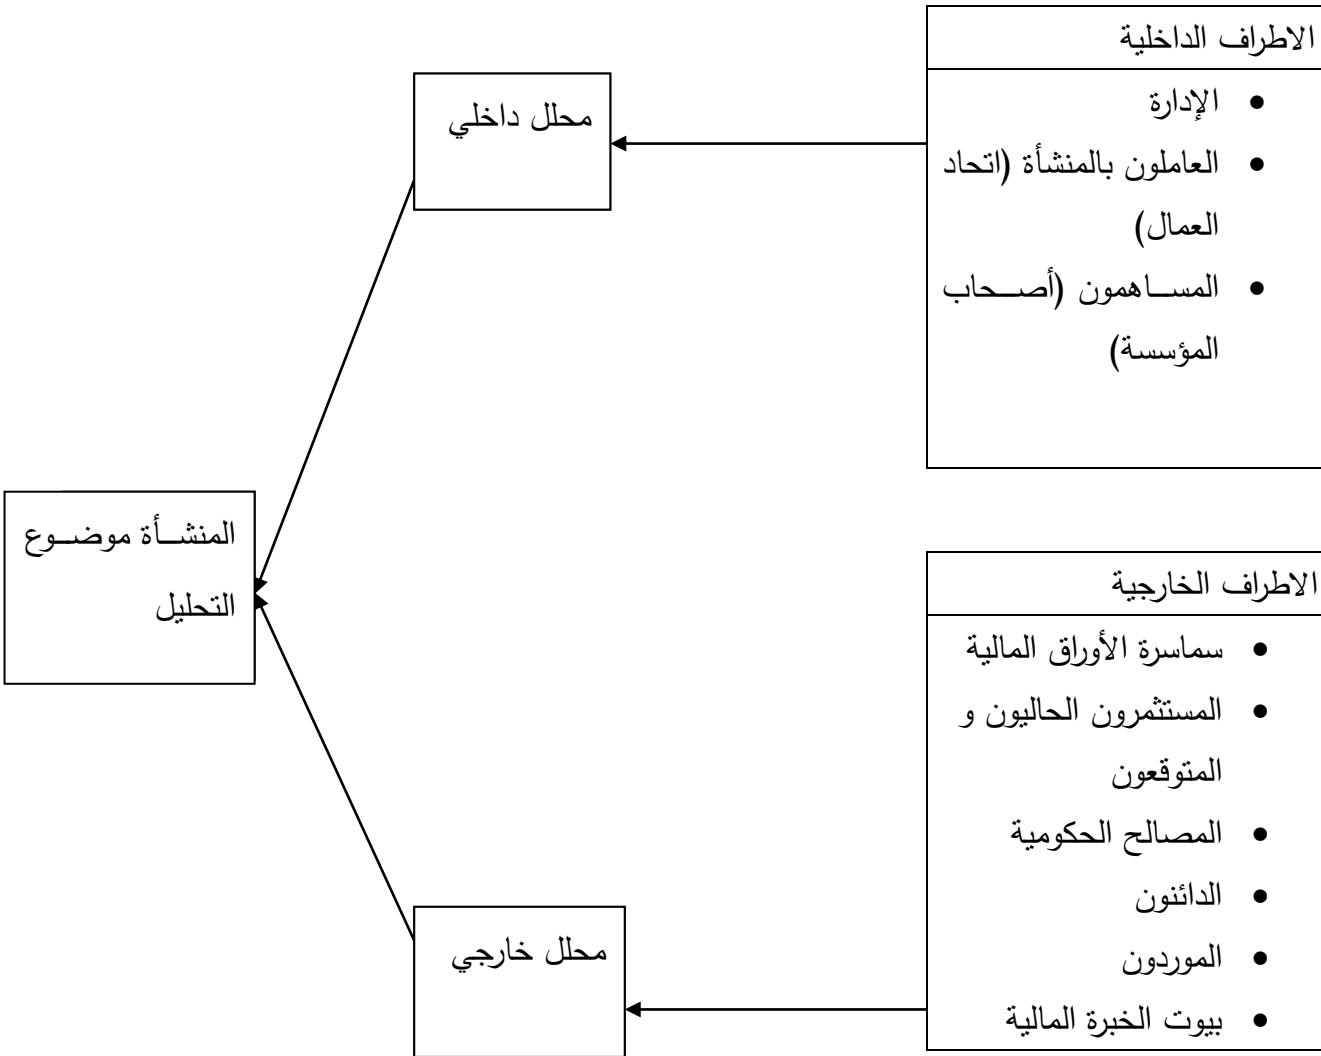 الاطراف الداخلية
• الإدارة
• العاملون بالمنشأة (اتحاد
العمال)
• المساهمون (أصحاب
المؤسسة)
محلل داخلي
المنشأة موضوع
التحليل
الاطراف الخارجية
• سماسرة الأوراق المالية
• المستثمرون الحاليون و
المتوقعون
• المصالح الحكومية
• الدائنون
• الموردون
• بيوت الخبرة المالية
محلل خارجي